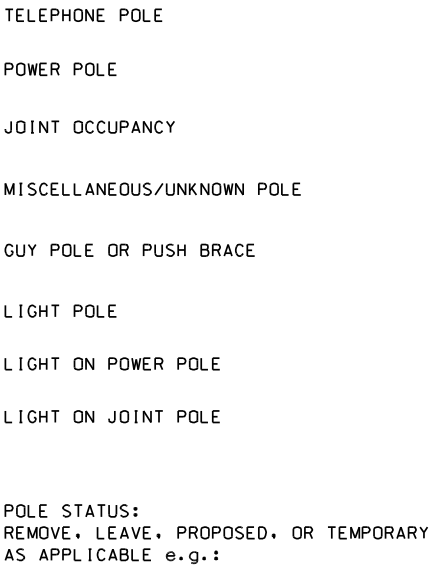 TELEPHONE POLE
POWER POLE
JOINT OCCUPANCY
MISCELLANEOUS/UNKNOWN POLE
GUY POLE OR PUSH BRACE
LIGHT POLE
LIGHT ON POWER POLE
LIGHT ON JOINT POLE
POLE STATUS:
REMOVE, LEAVE, PROPOSED, OR TEMPORARY
AS APPLICABLE e.g.: